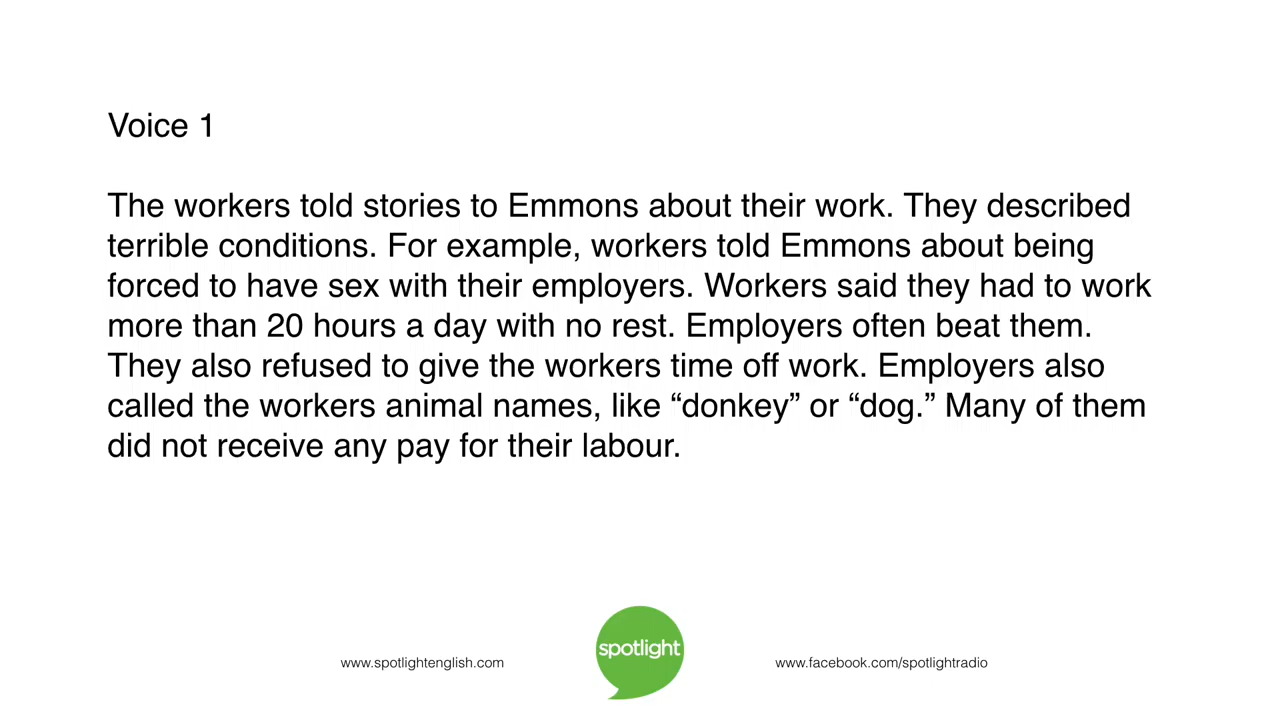 Voice 1
The workers told stories to Emmons about their work. They described
terrible conditions. For example, workers told Emmons about being
forced to have sex with their employers. Workers said they had to work
more than 20 hours a day with no rest. Employers often beat them.
They also refused to give the workers time off work. Employers also
called the workers animal names, like “donkey” or “dog.” Many of them
did not receive any pay for their labour.
www.spotlightenglish.com
spotlight
www.facebook.com/spotlightradio